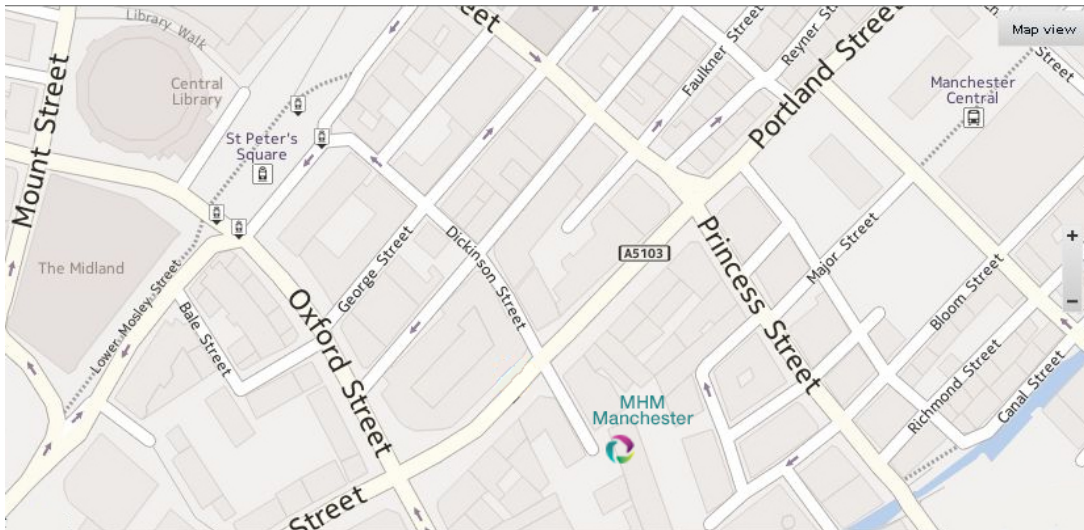 Library Walk
Street
Map view
Reyner St
Street
Faulkner Street
Portland Street
Central
Library
Manchester
Central
Mount Street
St Peter's
Square
George Street
Dickinson Street
A5103
Princess Street
Major Street
Bloom Street
The Midland
Lower Mosley Street
Bale Street
Oxford Street
Richmond Street
Canal Street
MHM
Manchester
Street
+
−